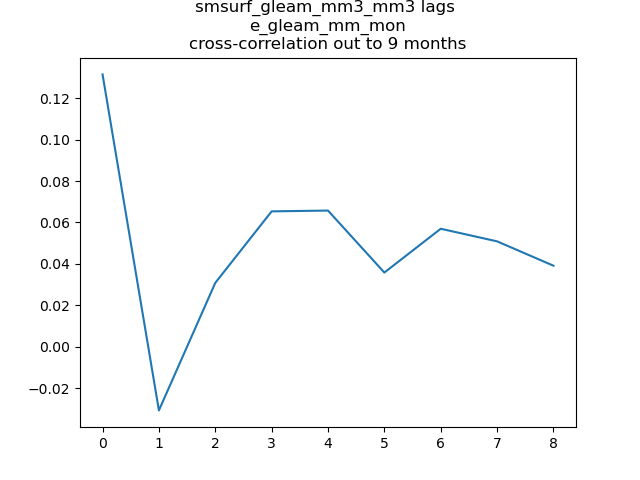 smsurf_gleam_mm3_mm3 lags
e_gleam_mm_mon
cross-correlation out to 9 months
0.12
0.10
0.08
0.06
0.04
0.02
0.00
−0.02
0 1 2 3 4 5 6 7 8